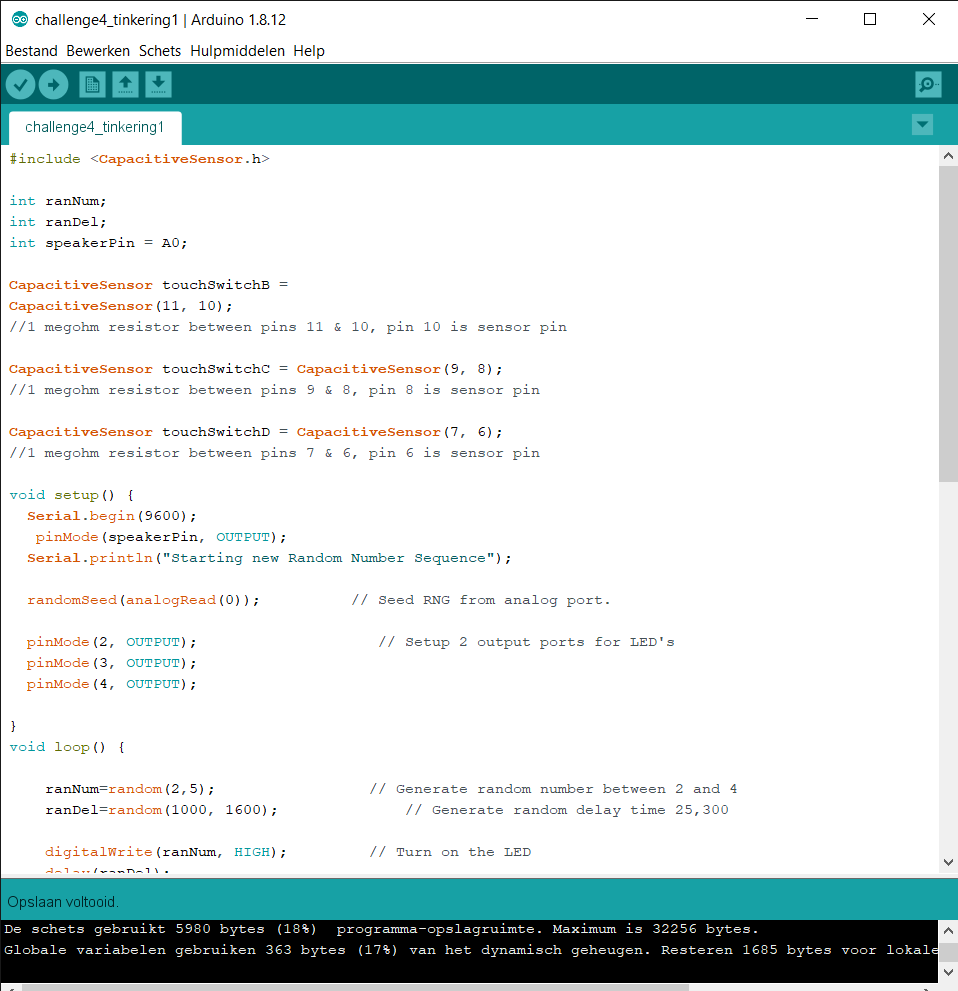 challenge4_tinkering1 | Arduino 1.8.12
Bestand Bewerken Schets Hulpmiddelen Help
challenge4_tinkering1
#include <CapacitiveSensor.h>
int ranNum;
int ranDel;
int speakerPin = A0;
CapacitiveSensor touchSwitchB =
CapacitiveSensor(11, 10);
//1 megohm resistor between pins 11 & 10, pin 10 is sensor pin
CapacitiveSensor touchSwitchC = CapacitiveSensor(9, 8);
//1 megohm resistor between pins 9 & 8, pin 8 is sensor pin
CapacitiveSensor touchSwitchD = CapacitiveSensor(7, 6);
//1 megohm resistor between pins 7 & 6, pin 6 is sensor pin
void setup() {
Serial.begin(9600);
pinMode(speakerPin, OUTPUT);
Serial.println("Starting new Random Number Sequence");
randomSeed(analogRead(0)); // Seed RNG from analog port.
pinMode(2, OUTPUT); // Setup 2 output ports for LED's
pinMode(3, OUTPUT);
pinMode(4, OUTPUT);
}
void loop() {
ranNum=random(2,5); // Generate random number between 2 and 4
ranDel=random(1000, 1600); // Generate random delay time 25,300
digitalWrite(ranNum, HIGH); // Turn on the LED
delay(ranDel);
Opslaan voltooid.
De schets gebruikt 5980 bytes (18%) programma-opslagruimte. Maximum is 32256 bytes.
Globale variabelen gebruiken 363 bytes (17%) van het dynamisch geheugen. Resteren 1685 bytes voor lokale